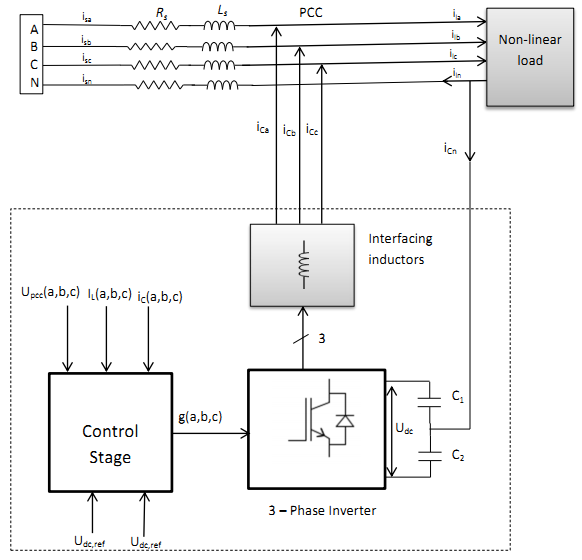 A
B
C
N
isa
isb
isc
isn
Rs
Ls
PCC
ila
ilb
ilc
iln
Non-linear
load
iCa
iCb
iCc
iCn
Interfacing
inductors
3
Upcc(a,b,c)
IL(a,b,c)
ic(a,b,c)
Control
Stage
g(a,b,c)
Udc
C1
C2
3 – Phase Inverter
Udc,ref
Udc,ref